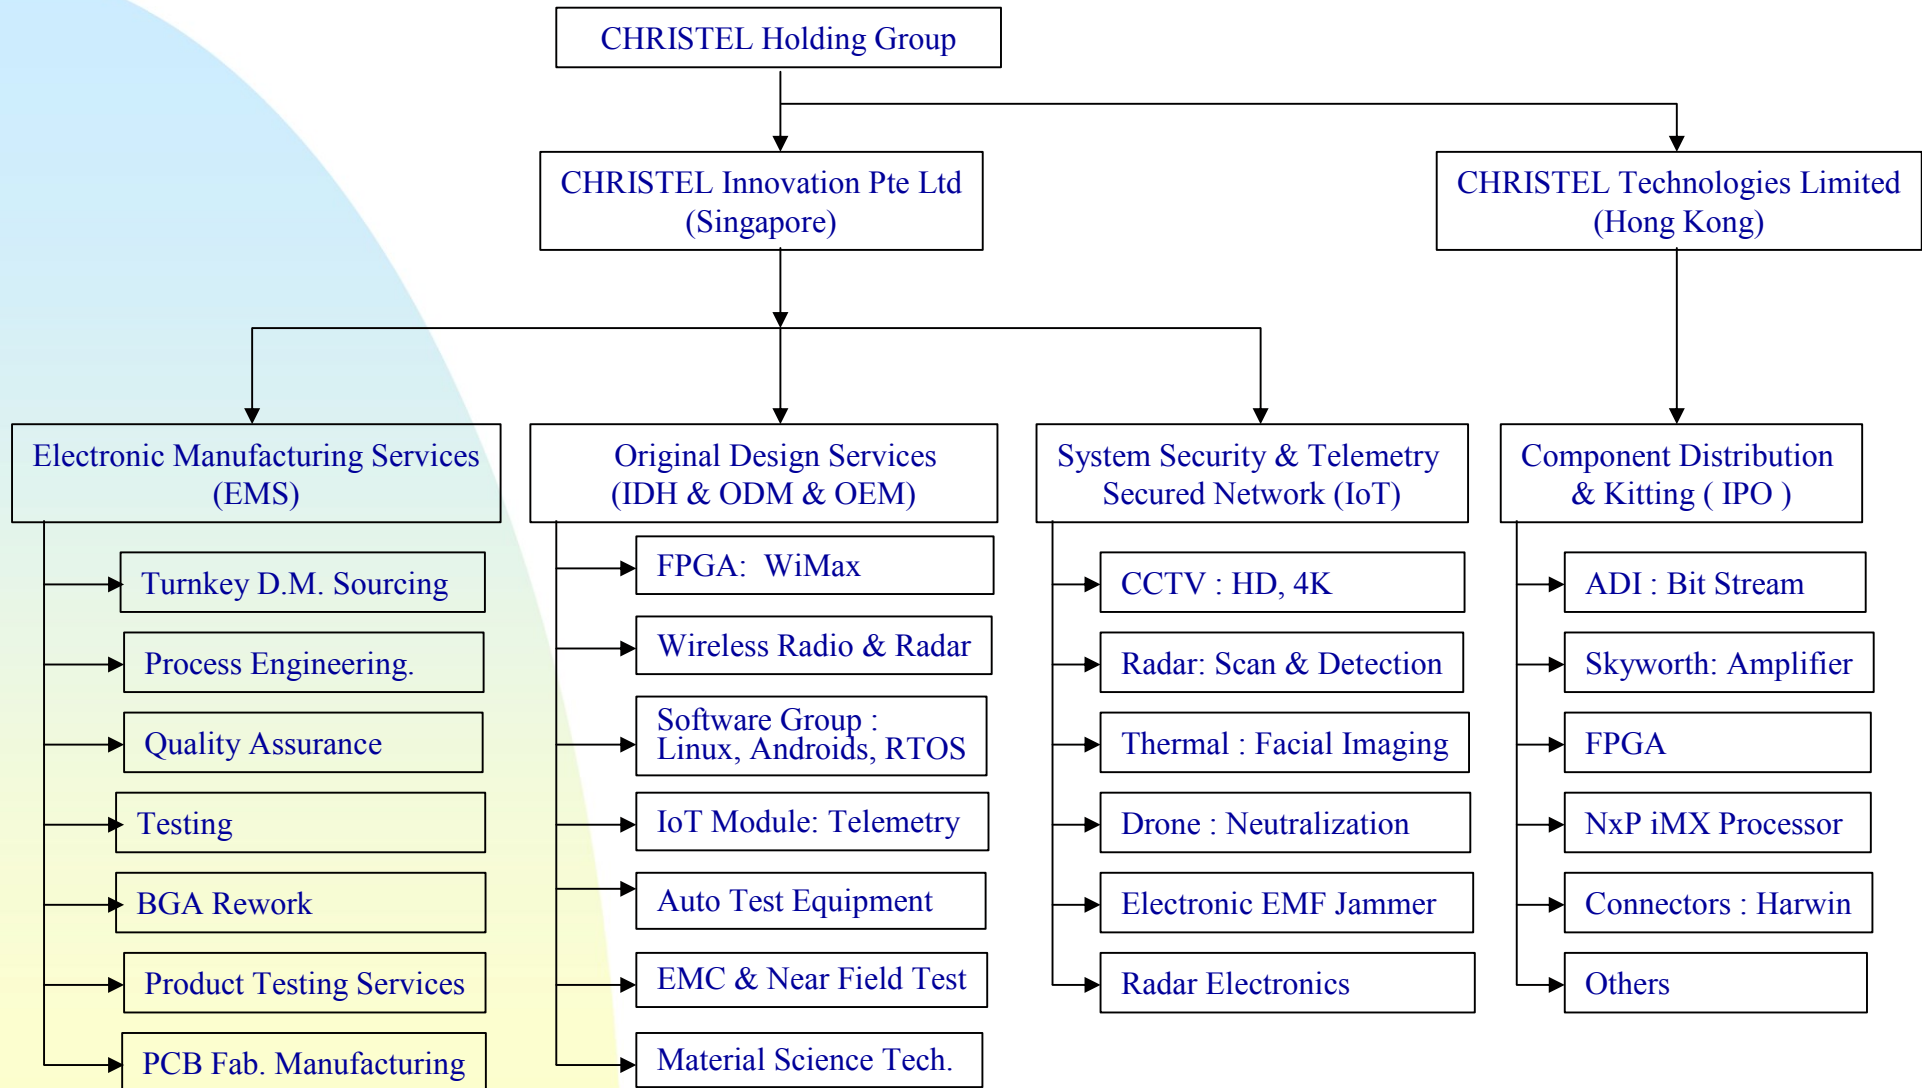 CHRISTEL Holding Group
CHRISTEL Innovation Pte Ltd
(Singapore)
CHRISTEL Technologies Limited
(Hong Kong)
Electronic Manufacturing Services
(EMS)
Turnkey D.M. Sourcing
Process Engineering.
Quality Assurance
Testing
BGA Rework
Product Testing Services
PCB Fab. Manufacturing
Original Design Services
(IDH & ODM & OEM)
FPGA:  WiMax
Wireless Radio & Radar
Software Group :
Linux, Androids, RTOS
IoT Module: Telemetry
Auto Test Equipment
EMC & Near Field Test
Material Science Tech.
System Security & Telemetry
Secured Network (IoT)
CCTV : HD, 4K
Radar: Scan & Detection
Thermal : Facial Imaging
Drone : Neutralization
Electronic EMF Jammer
Radar Electronics
Component Distribution
& Kitting ( IPO )
ADI : Bit Stream
Skyworth: Amplifier
FPGA
NxP iMX Processor
Connectors : Harwin
Others